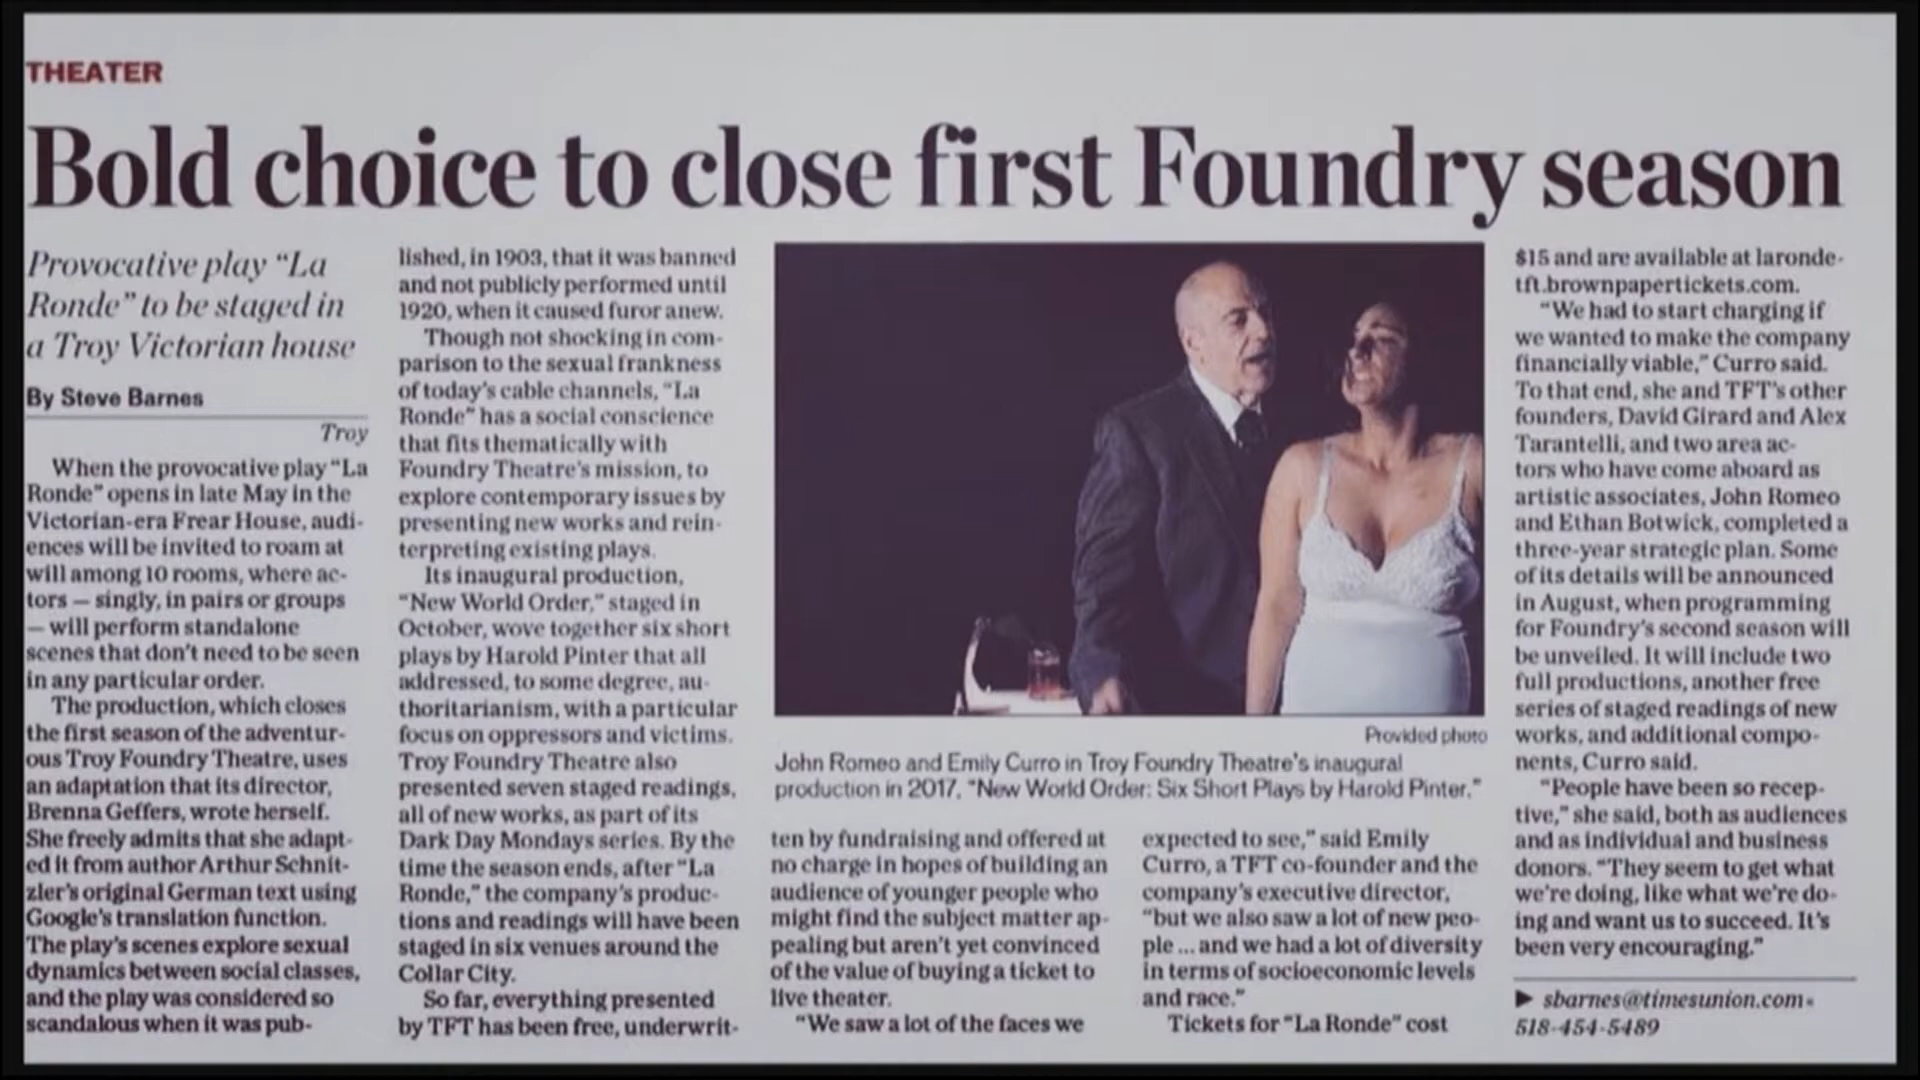 THEATER
Bold choice to close first Foundry season
Provocative play “La
Ronde” to be staged in
a Troy Victorian house
By Steve Barnes
Troy
When the provocative play “La
Ronde” opens in late May in the
Victorian-era Frear House, audi-
ences will be invited to roam at
will among 10 rooms, where ac-
tors — singly, in pairs or groups
— will perform standalone
scenes that don’t need to be seen
in any particular order.
The production, which closes
the first season of the adventur-
ous Troy Foundry Theatre, uses
an adaptation that its director,
Brenna Geffers, wrote herself.
She freely admits that she adapt-
ed it from author Arthur Schnit-
zler’s original German text using
Google’s translation function.
The play’s scenes explore sexual
dynamics between social classes,
and the play was considered so
scandalous when it was pub-
lished, in 1903, that it was banned
and not publicly performed until
1920, when it caused furor anew.
Though not shocking in com-
parison to the sexual frankness
of today’s cable channels, “La
Ronde” has a social conscience
that fits thematically with
Foundry Theatre’s mission, to
explore contemporary issues by
presenting new works and rein-
terpreting existing plays.
Its inaugural production,
“New World Order,” staged in
October, wove together six short
plays by Harold Pinter that all
addressed, to some degree, au-
thoritarianism, with a particular
focus on oppressors and victims.
Troy Foundry Theatre also
presented seven staged readings,
all of new works, as part of its
Dark Day Mondays series. By the
time the season ends, after “La
Ronde,” the company’s produc-
tions and readings will have been
staged in six venues around the
Collar City.
So far, everything presented
by TFT has been free, underwrit-
Provided photo
John Romeo and Emily Curro in Troy Foundry Theatre’s inaugural
production in 2017, “New World Order: Six Short Plays by Harold Pinter.”
ten by fundraising and offered at
no charge in hopes of building an
audience of younger people who
might find the subject matter ap-
pealing but aren’t yet convinced
of the value of buying a ticket to
live theater.
“We saw a lot of the faces we
expected to see,” said Emily
Curro, a TFT co-founder and the
company’s executive director,
“but we also saw a lot of new peo-
ple ... and we had a lot of diversity
in terms of socioeconomic levels
and race.”
Tickets for “La Ronde” cost
$15 and are available at laronde-
tft.brownpapertickets.com.
“We had to start charging if
we wanted to make the company
financially viable,” Curro said.
To that end, she and TFT’s other
founders, David Girard and Alex
Tarantelli, and two area ac-
tors who have come aboard as
artistic associates, John Romeo
and Ethan Botwick, completed a
three-year strategic plan. Some
of its details will be announced
in August, when programming
for Foundry’s second season will
be unveiled. It will include two
full productions, another free
series of staged readings of new
works, and additional compo-
nents, Curro said.
“People have been so recep-
tive,” she said, both as audiences
and as individual and business
donors. “They seem to get what
we’re doing, like what we’re do-
ing and want us to succeed. It’s
been very encouraging.”
▶ sbarnes@timesunion.com ▪
518-454-5489